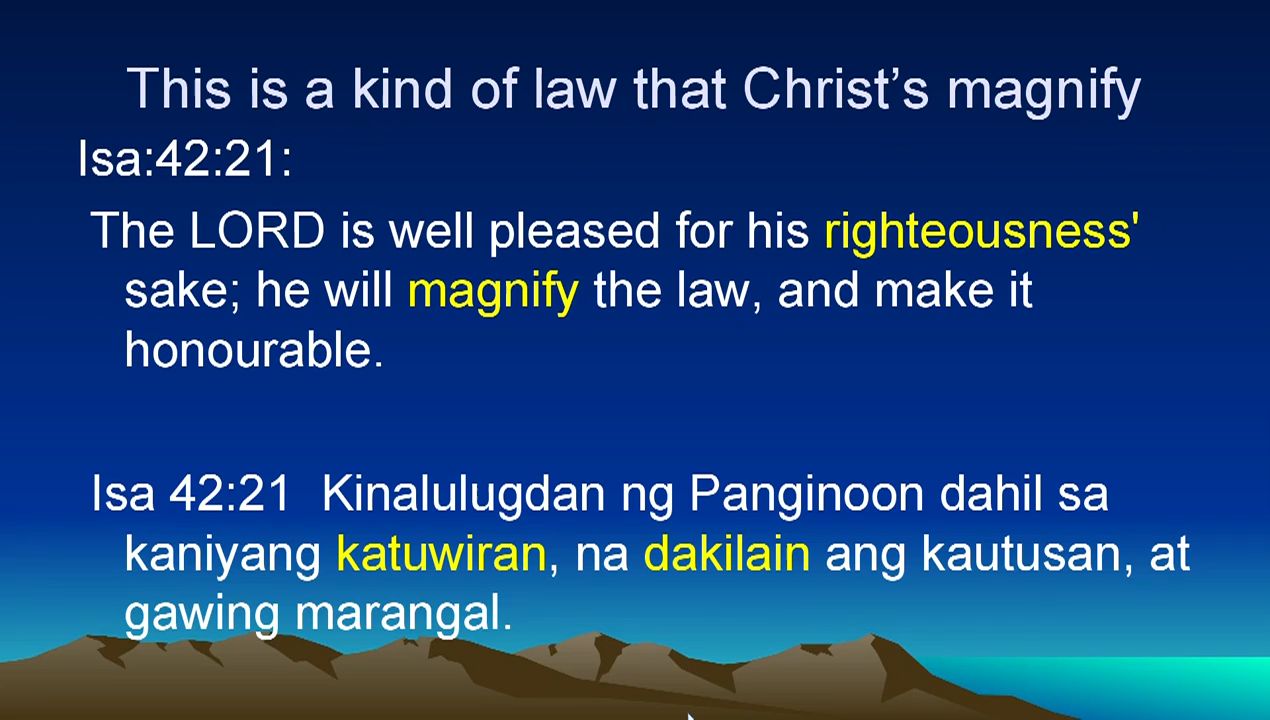 This is a kind of law that Christ’s magnify
Isa:42:21:
The LORD is well pleased for his righteousness'
sake; he will magnify the law, and make it
honourable.
Isa 42:21 Kinalulugdan ng Panginoon dahil sa
kaniyang katuwiran, na dakilain ang kautusan, at
gawing marangal.